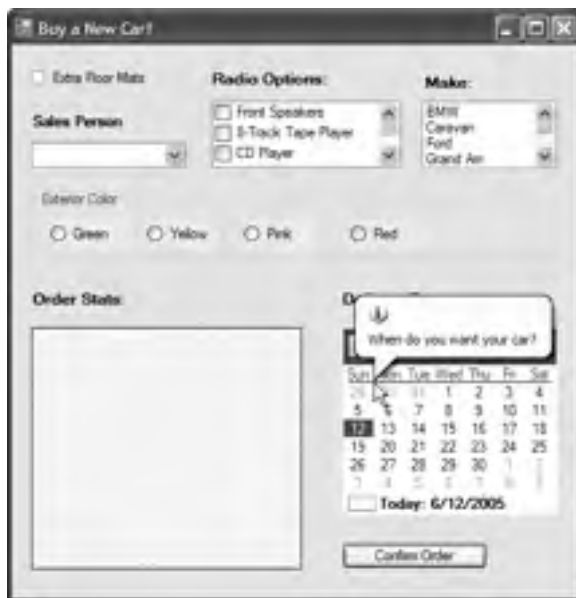 Buy a New Car!
Extra Floor Mats
Radio Options:
Make:
Front Speakers
8-Track Tape Player
CD Player
BMW
Caravan
Ford
Grand Am
Sales Person
Exterior Color
Green
Yellow
Pink
Red
Order Stats:
When do you want your car?
Sun Mon Tue Wed Thu Fri Sat
29 31 1 2 3 4
5 6 7 8 9 10 11
12 13 14 15 16 17 18
19 20 21 22 23 24 25
26 27 28 29 30 1 2
3 4 5 6 7 8 9
Today: 6/12/2005
Confirm Order